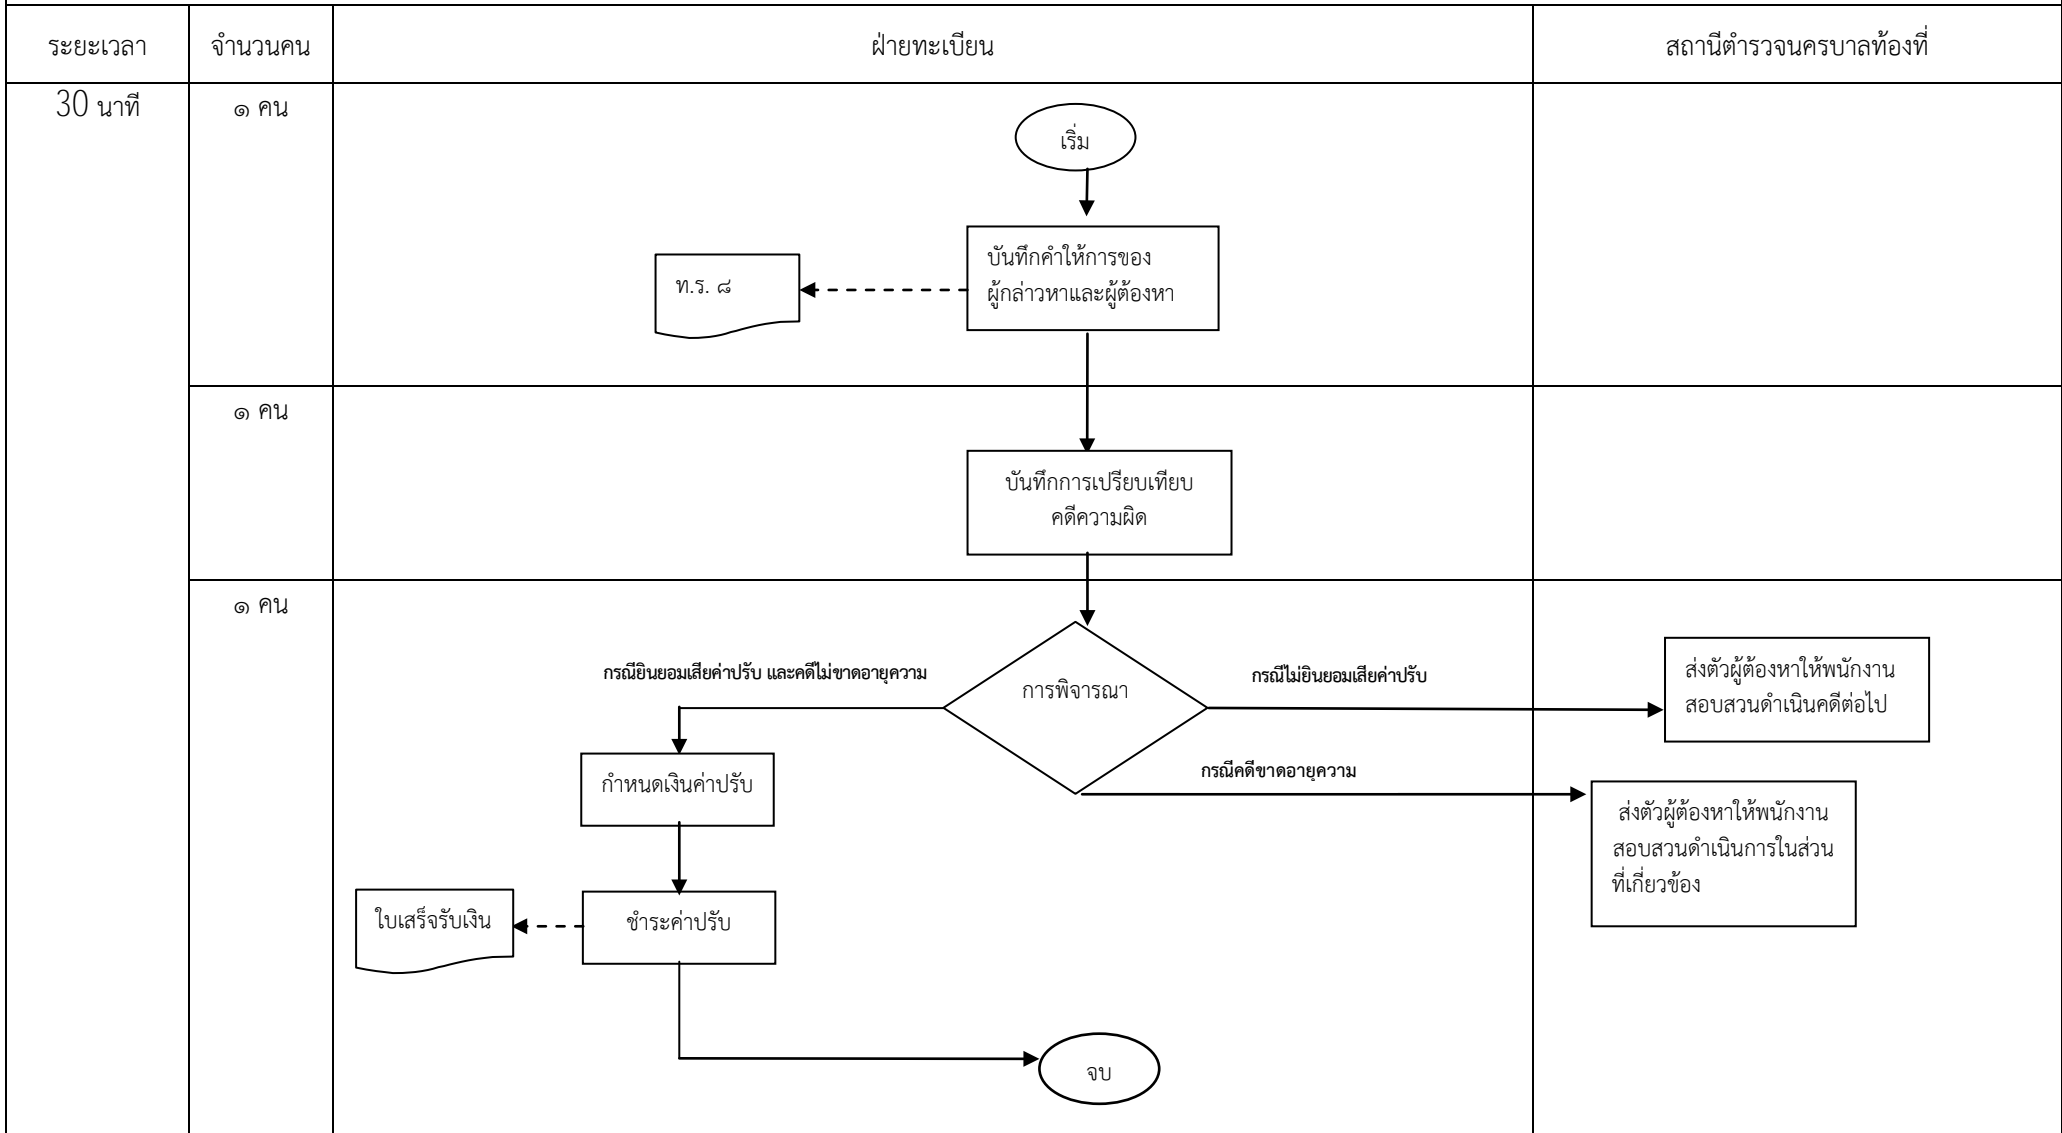 ระยะเวลา
จำนวนคน
ฝ่ายทะเบียน
สถานีตำรวจนครบาลท้องที่
30 นาที
๑ คน
เริ่ม
บันทึกคำให้การของ
ผู้กล่าวหาและผู้ต้องหา
ท.ร. ๘
๑ คน
บันทึกการเปรียบเทียบ
คดีความผิด
๑ คน
การพิจารณา
กรณียินยอมเสียค่าปรับ และคดีไม่ขาดอายุความ
กรณีไม่ยินยอมเสียค่าปรับ
ส่งตัวผู้ต้องหาให้พนักงาน
สอบสวนดำเนินคดีต่อไป
กำหนดเงินค่าปรับ
กรณีคดีขาดอายุความ
ส่งตัวผู้ต้องหาให้พนักงาน
สอบสวนดำเนินการในส่วน
ที่เกี่ยวข้อง
ใบเสร็จรับเงิน
ชำระค่าปรับ
จบ